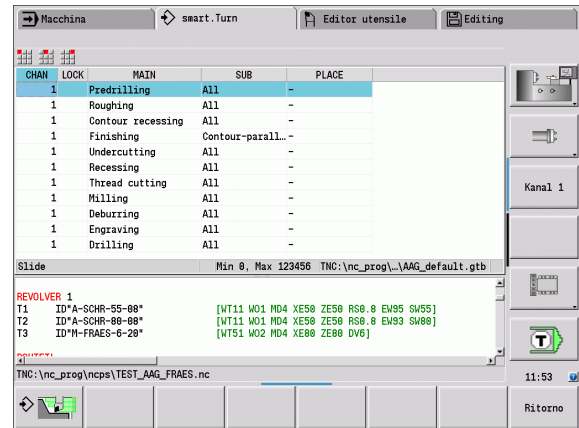 Macchina smart.Turn Editor utensile Editing
CHAN LOCK MAIN SUB PLACE
1 Predrilling All -
1 Roughing All -
1 Contour recessing All -
1 Finishing Contour-parall… -
1 Undercutting All -
1 Recessing All -
1 Thread cutting All -
1 Milling All -
1 Deburring All -
1 Engraving All -
1 Drilling All -
Kanal 1
Slide Min 0, Max 123456 TNC:\nc_prog\…\AAG_default.gtb
REVOLVER 1
T1 ID"A-SCHR-55-08" [WT11 WO1 MD4 XE50 ZE50 RS0.8 EW95 SW55]
T2 ID"A-SCHR-80-08" [WT11 WO1 MD4 XE50 ZE50 RS0.8 EW93 SW80]
T3 ID"M-FRAES-6-20" [WT51 WO2 MD4 XE80 ZE80 DV6]
T
TNC:\nc_prog\ncps\TEST_AAG_FRAES.nc
11:53
Ritorno